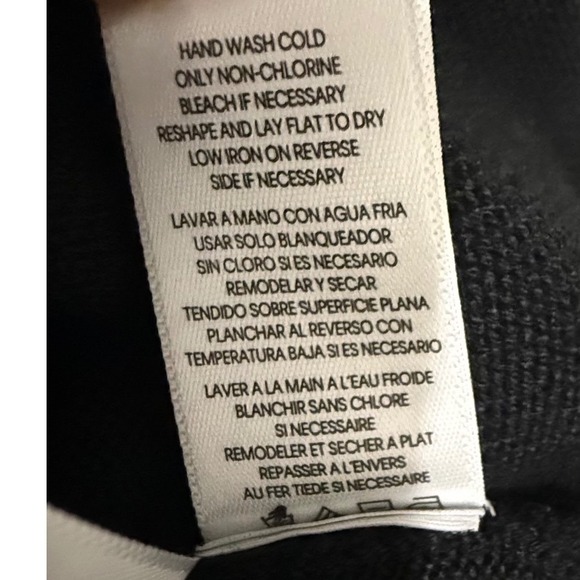 HAND WASH COLD
ONLY NON-CHLORINE
BLEACH IF NECESSARY
RESHAPE AND LAY FLAT TO DRY
LOW IRON ON REVERSE
SIDE IF NECESSARY
LAVAR A MANO CON AGUA FRIA
USAR SOLO BLANQUEADOR
SIN CLORO SI ES NECESARIO
REMODELAR Y SECAR
TENDIDO SOBRE SUPERFICIE PLANA
PLANCHAR AL REVERSO CON
TEMPERATURA BAJA SI ES NECESARIO
LAVER A LA MAIN A L'EAU FROIDE
BLANCHIR SANS CHLORE
SI NECESSAIRE
REMODELER ET SECHER A PLAT
REPASSER A L'ENVERS
AU FER TIEDE SI NECESSAIRE